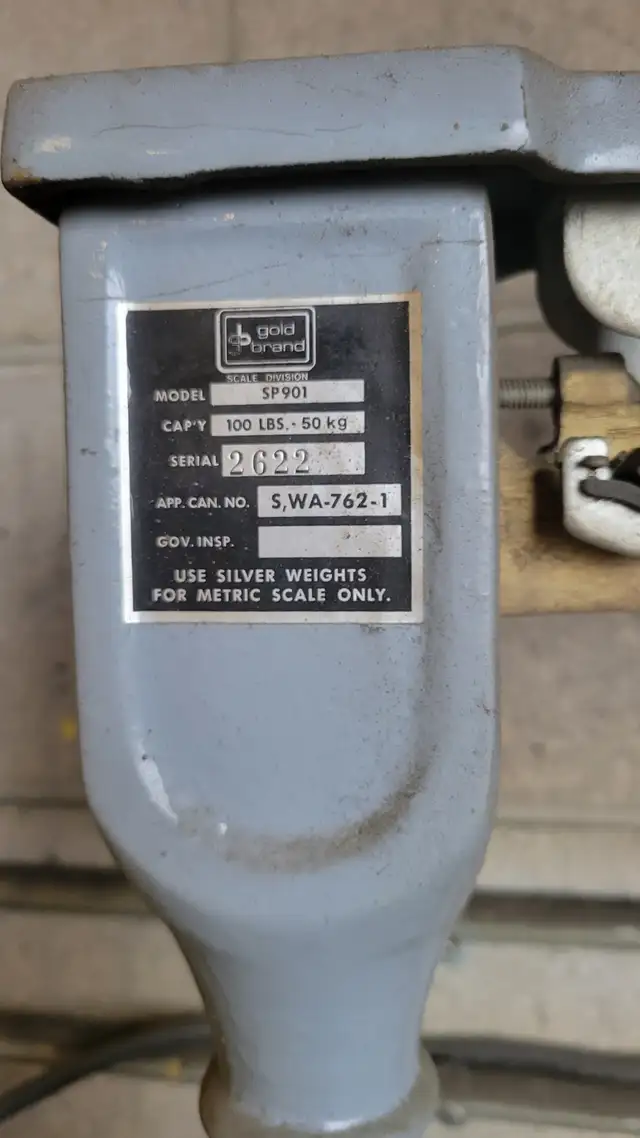 gold
brand
SCALE DIVISION
MODEL SP901
CAP'Y 100 LBS. - 50 kg
SERIAL 2622
APP. CAN. NO. S,WA-762-1
GOV. INSP.
USE SILVER WEIGHTS
FOR METRIC SCALE ONLY.